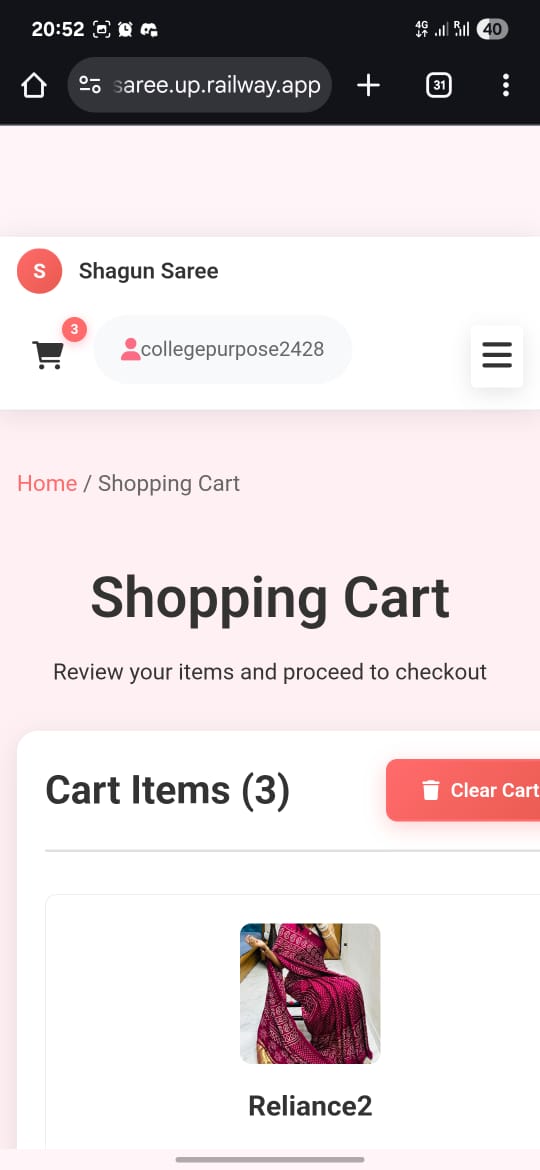 20:52
4G R 40
saree.up.railway.app
31
S Shagun Saree
3
collegepurpose2428
Home / Shopping Cart
Shopping Cart
Review your items and proceed to checkout
Cart Items (3)
Clear Cart
Reliance2